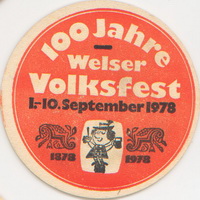 100 Jahre
Welser
Volksfest
1.-10. September 1978
1878 1978